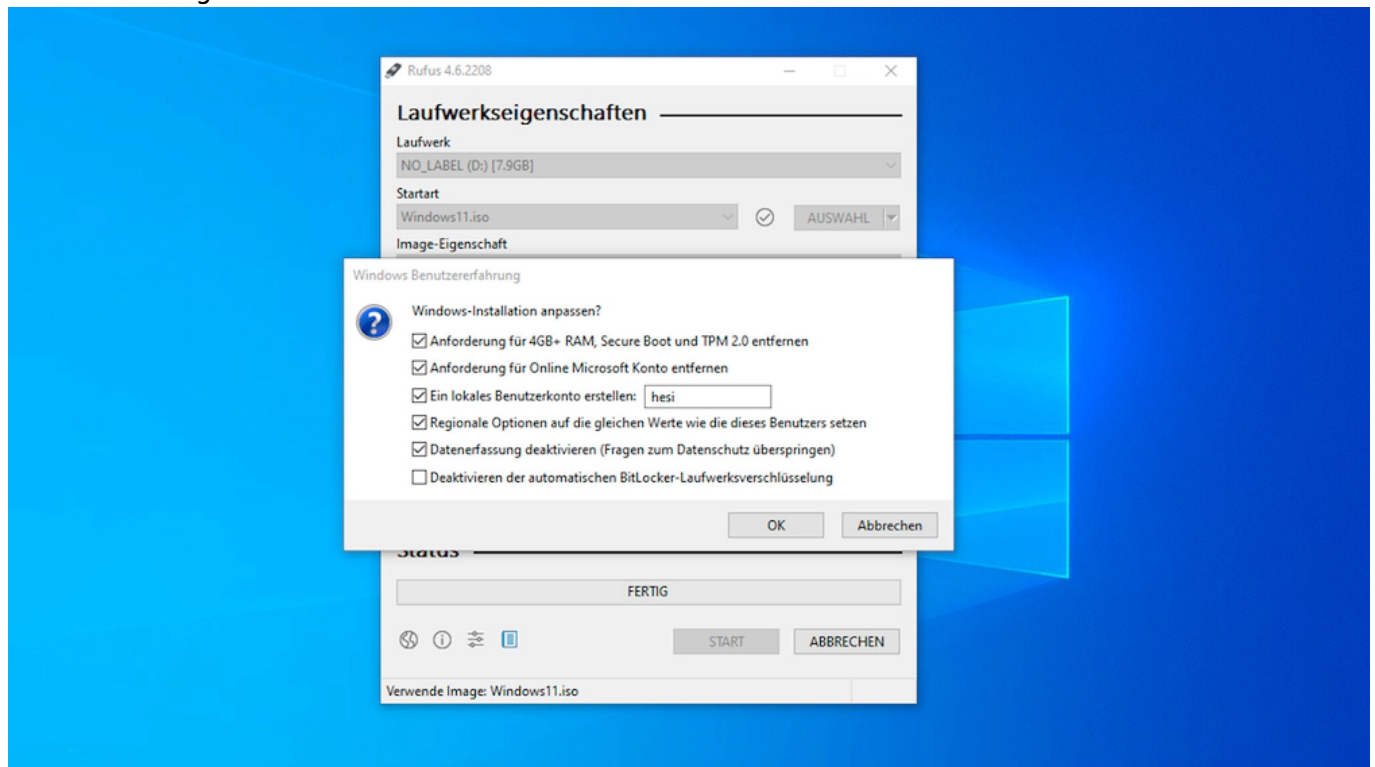 Rufus 4.6.2208
Laufwerkseigenschaften
Laufwerk
NO_LABEL (D:) [7.9GB]
Startart
Windows11.iso
AUSWAHL
Image-Eigenschaft
Windows Benutzererfahrung
Windows-Installation anpassen?
Anforderung für 4GB+ RAM, Secure Boot und TPM 2.0 entfernen
Anforderung für Online Microsoft Konto entfernen
Ein lokales Benutzerkonto erstellen: hesi
Regionale Optionen auf die gleichen Werte wie die dieses Benutzers setzen
Datenerfassung deaktivieren (Fragen zum Datenschutz überspringen)
Deaktivieren der automatischen BitLocker-Laufwerksverschlüsselung
OK Abbrechen
Status
FERTIG
START ABBRECHEN
Verwende Image: Windows11.iso